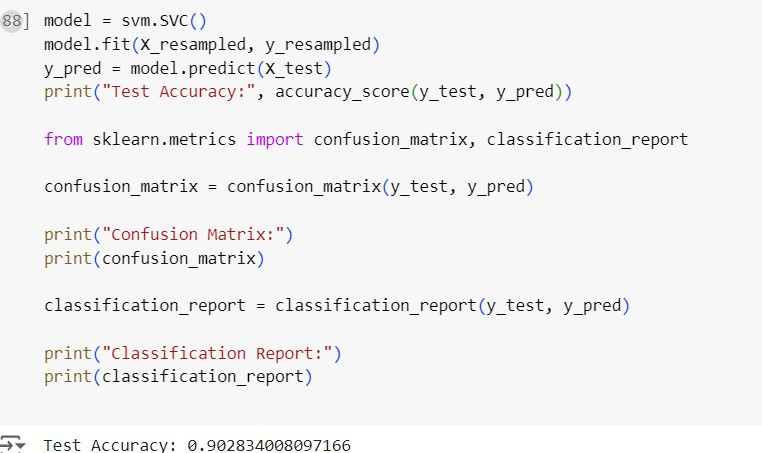 88] model = svm.SVC()
model.fit(X_resampled, y_resampled)
y_pred = model.predict(X_test)
print("Test Accuracy:", accuracy_score(y_test, y_pred))
from sklearn.metrics import confusion_matrix, classification_report
confusion_matrix = confusion_matrix(y_test, y_pred)
print("Confusion Matrix:")
print(confusion_matrix)
classification_report = classification_report(y_test, y_pred)
print("Classification Report:")
print(classification_report)
Test Accuracy: 0.902834008097166